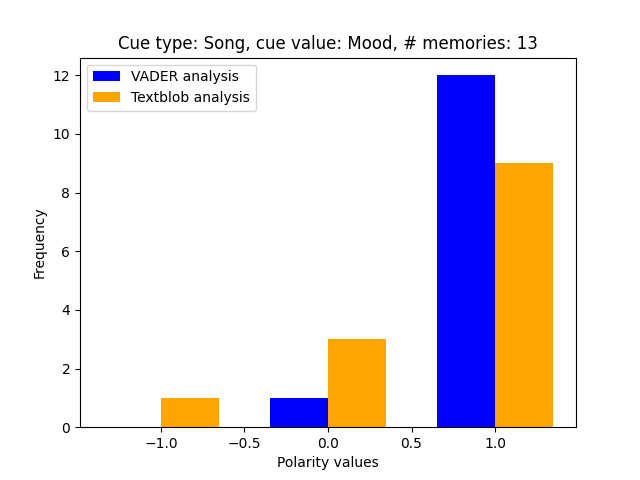 Cue type: Song, cue value: Mood, # memories: 13
VADER analysis
Textblob analysis
Frequency
12
10
8
6
4
2
0
−1.0
−0.5
0.0
0.5
1.0
Polarity values